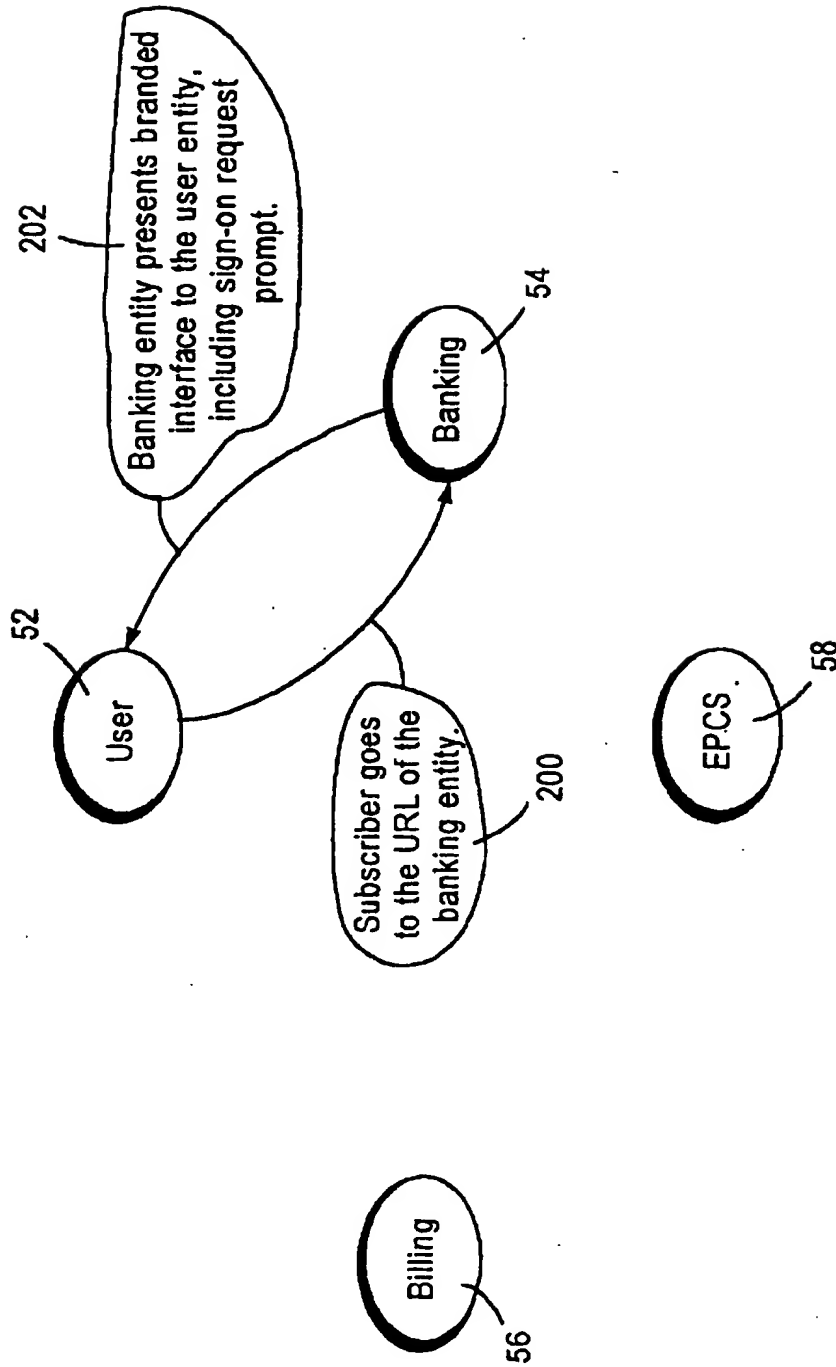 202
Banking entity presents branded
interface to the user entity,
including sign-on request
prompt.
52
User
Banking
54
Subscriber goes
to the URL of the
banking entity.
200
Billing
56
EPCS
58